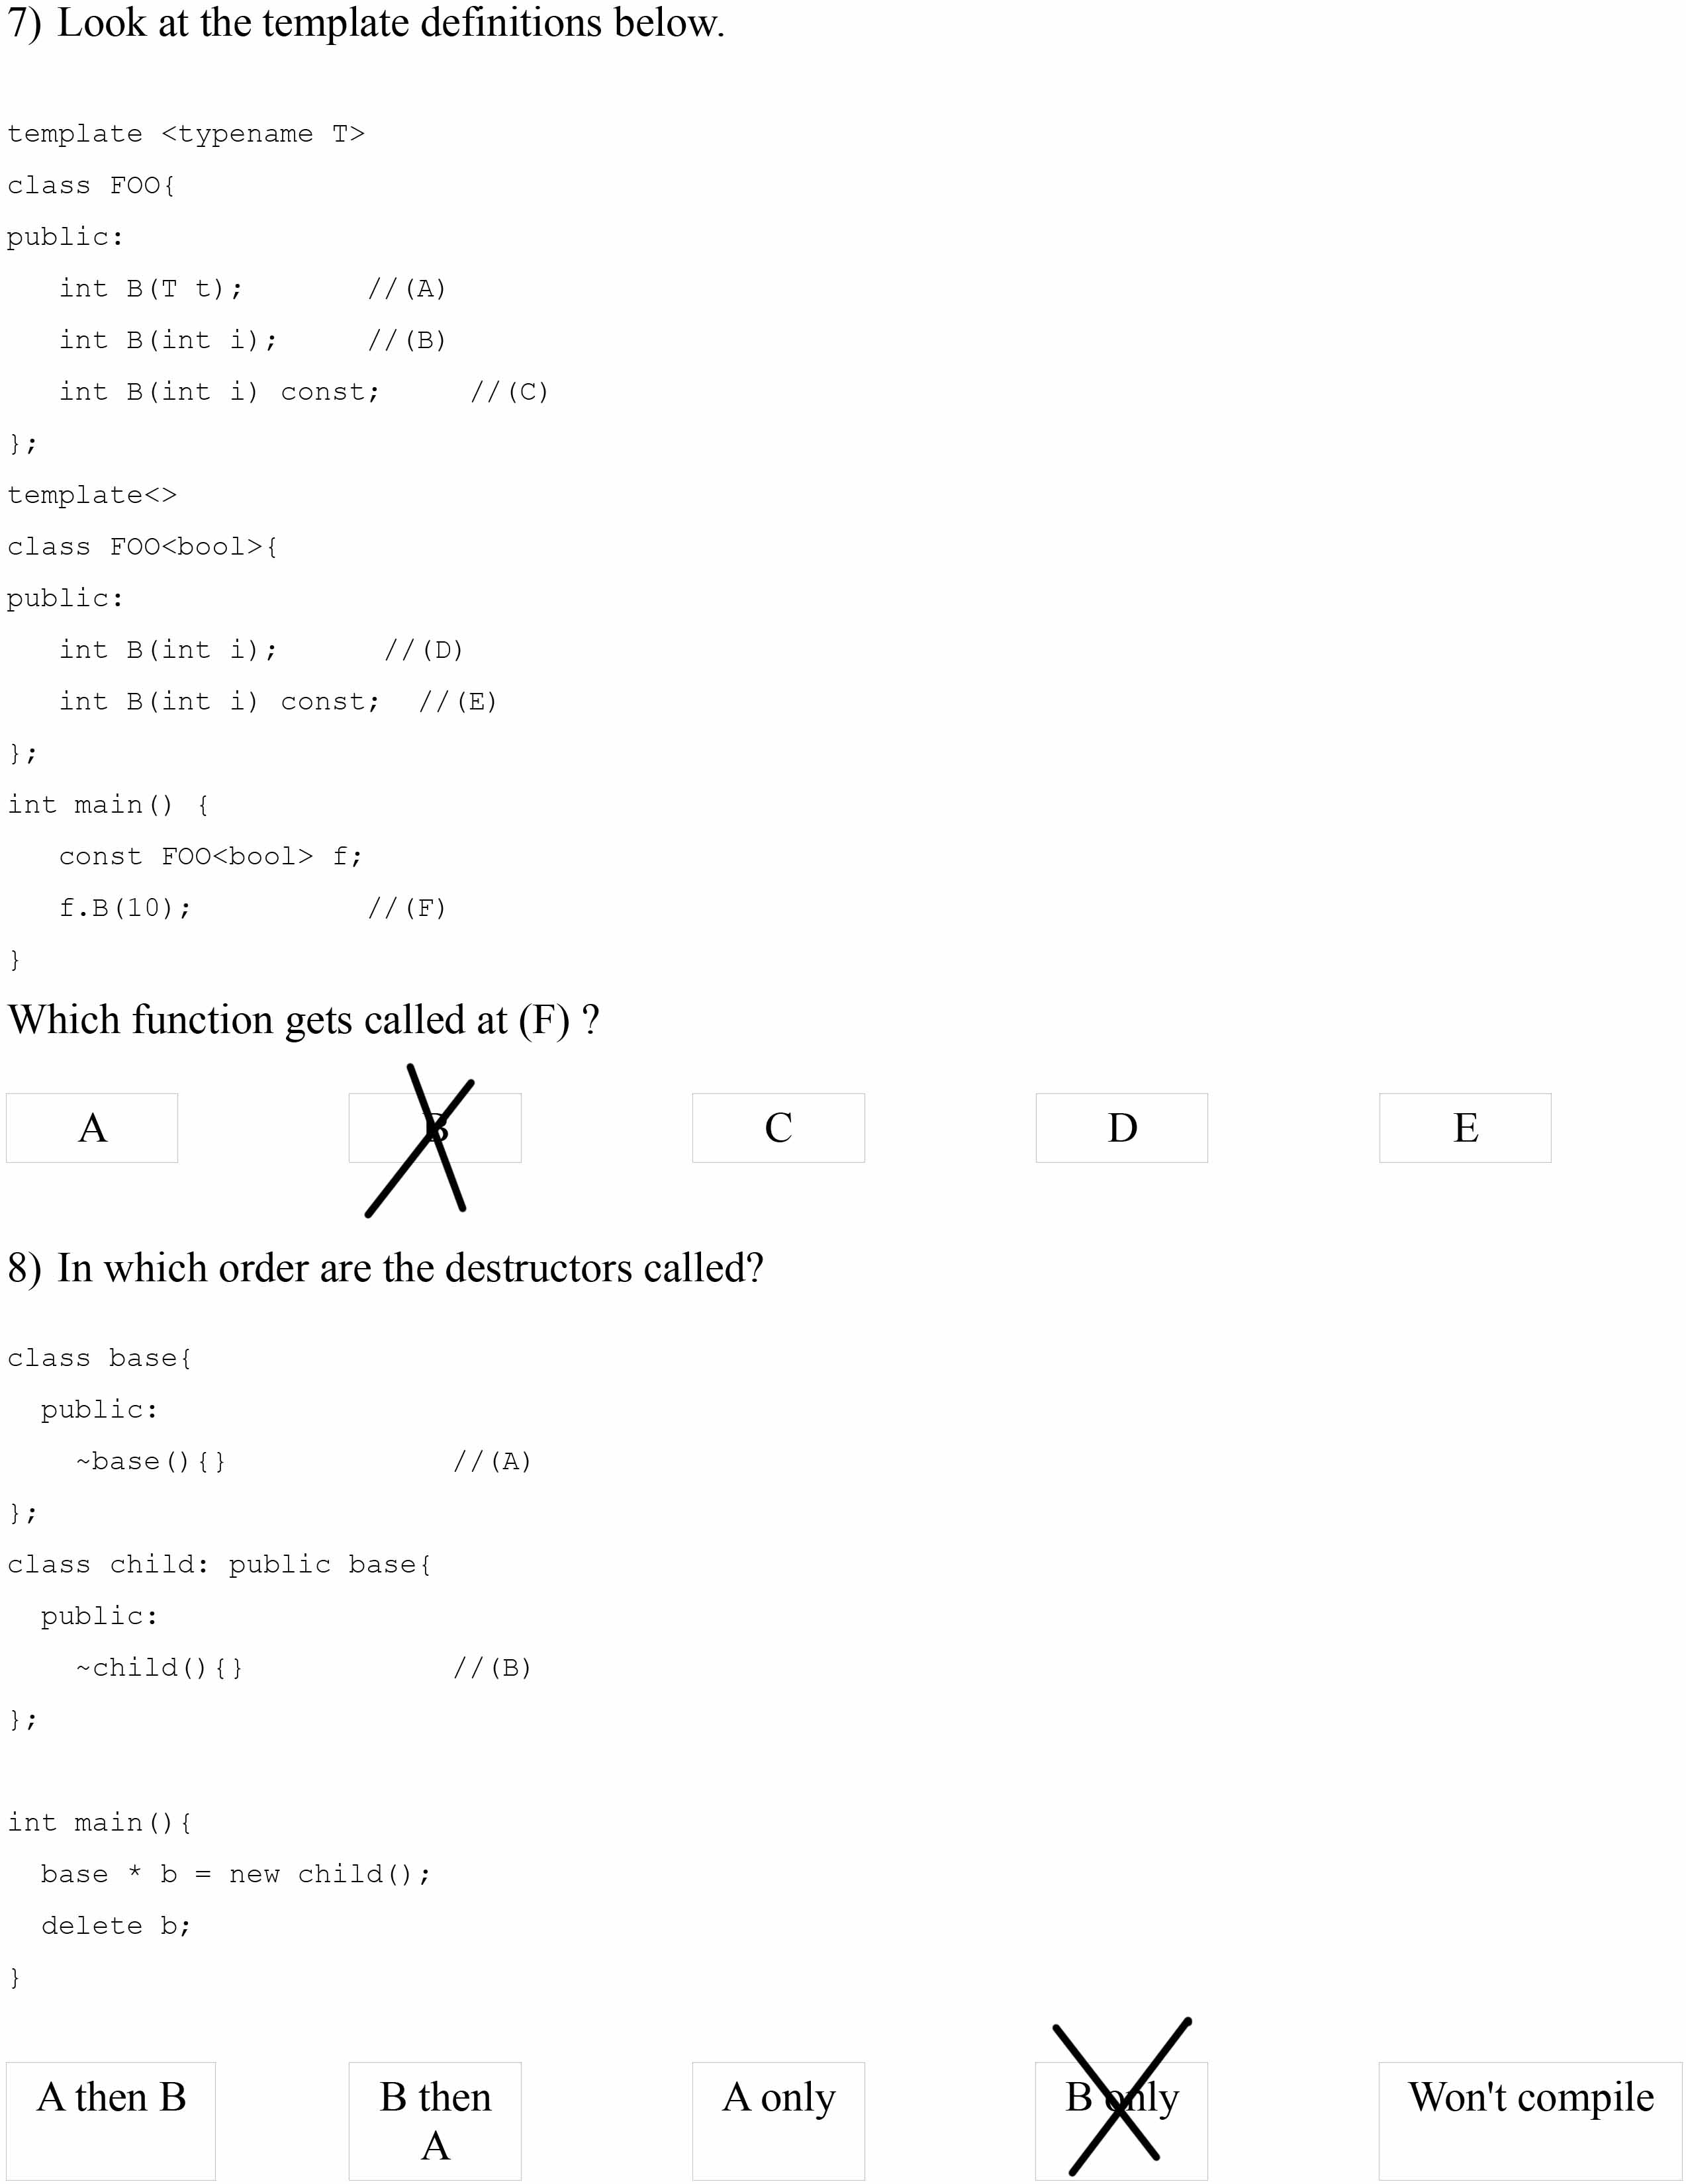 7) Look at the template definitions below.
template <typename T>
class FOO{
public:
   int B(T t);       //(A)
   int B(int i);     //(B)
   int B(int i) const;     //(C)
};
template<>
class FOO<bool>{
public:
   int B(int i);      //(D)
   int B(int i) const;  //(E)
};
int main() {
   const FOO<bool> f;
   f.B(10);          //(F)
}
Which function gets called at (F) ?
A B C D E
8) In which order are the destructors called?
class base{
  public:
    ~base(){}             //(A)
};
class child: public base{
  public:
    ~child(){}            //(B)
};
int main(){
  base * b = new child();
  delete b;
}
A then B B then A only B only Won't compile
A